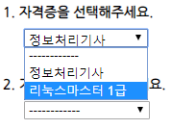 1. 자격증을 선택해주세요.
정보처리기사 ▼
------------
정보처리기사
리눅스마스터 1급
2. 요.
------------ ▼